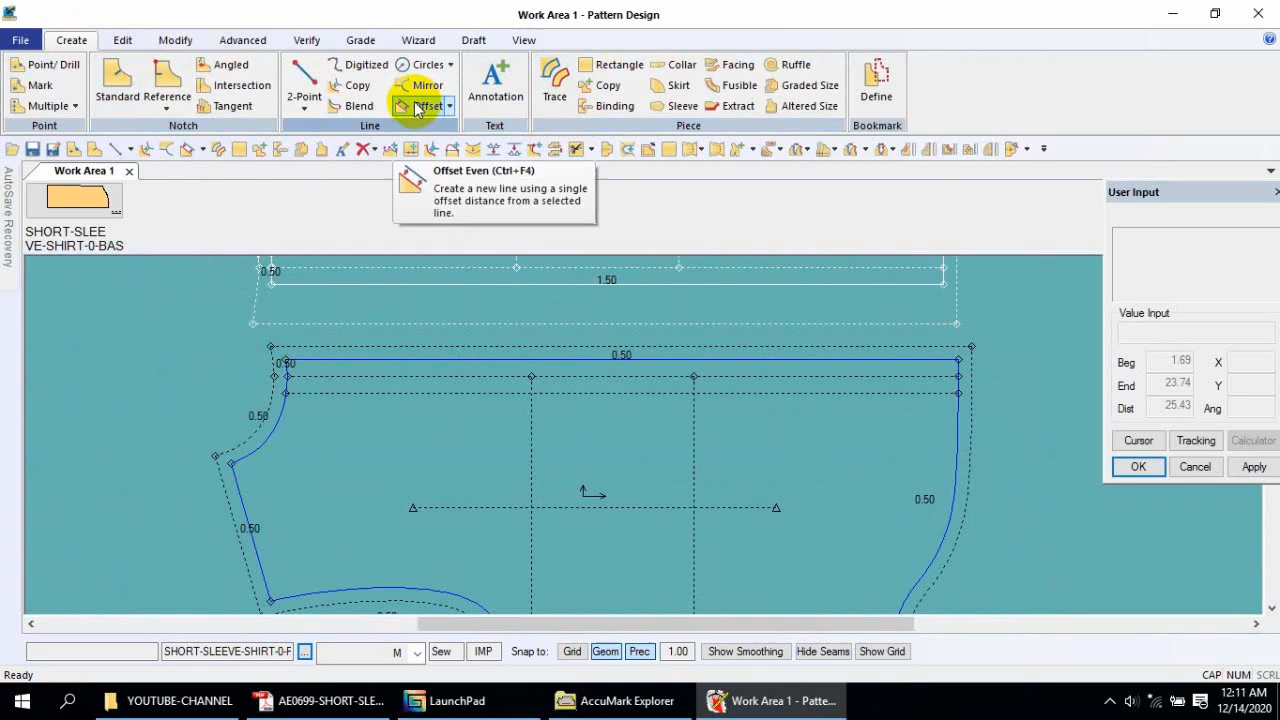 Work Area 1 - Pattern Design
File Create Edit Modify Advanced Verify Grade Wizard Draft View
Point/ Drill
Mark
Multiple
Point
Standard Reference
Angled
Intersection
Tangent
Notch
2-Point
Digitized Circles
Copy Mirror
Blend Offset
Line
Annotation
Text
Trace
Rectangle Collar Facing Ruffle
Copy Skirt Fusible Graded Size
Binding Sleeve Extract Altered Size
Piece
Define
Bookmark
AutoSave Recovery
Work Area 1
Offset Even (Ctrl+F4)
Create a new line using a single
offset distance from a selected
line.
SHORT-SLEE
VE-SHIRT-0-BAS
User Input
Value Input
Beg 1.69 X
End 23.74 Y
Dist 25.43 Ang
Cursor Tracking Calculator
OK Cancel Apply
0.50
1.50
0.50
0.50
0.50
0.50
0.50
SHORT-SLEEVE-SHIRT-0-F ... M Sew IMP Snap to: Grid Geom Prec 1.00 Show Smoothing Hide Seams Show Grid
Ready
CAP NUM SCRL
YOUTUBE-CHANNEL
AE0699-SHORT-SLE...
LaunchPad
AccuMark Explorer
Work Area 1 - Patte...
12:11 AM
12/14/2020